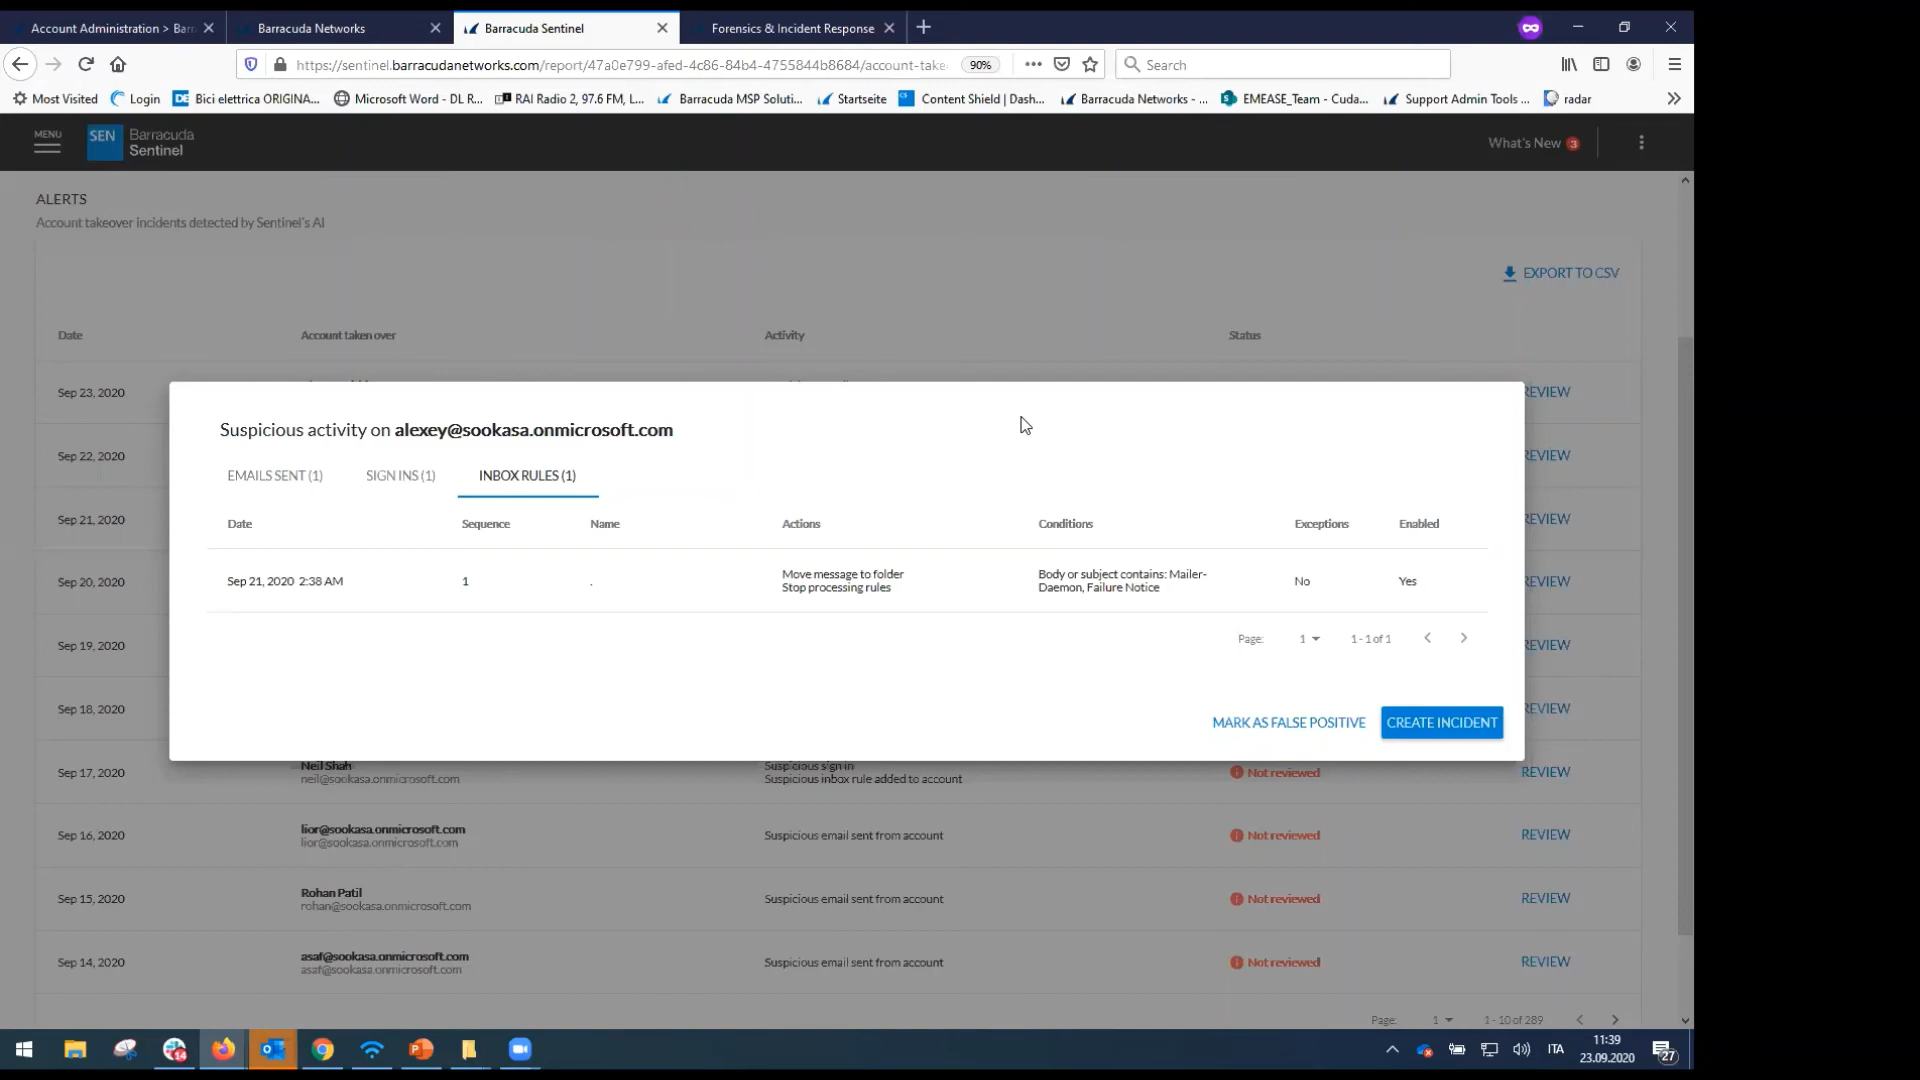 Account Administration > Bar
Barracuda Networks
Barracuda Sentinel
Forensics & Incident Response
https://sentinel.barracudanetworks.com/report/47a0e799-afed-4c86-84b4-4755844b8684/account-take
90%
Search
Most Visited
Login
DE Bici elettrica ORIGINA...
Microsoft Word - DL R...
RAI Radio 2, 97.6 FM, L...
Barracuda MSP Soluti...
Startseite
Content Shield | Dash...
Barracuda Networks - ...
EMEASE_Team - Cuda...
Support Admin Tools ...
radar
MENU
SEN
Barracuda
Sentinel
What's New 3
ALERTS
Account takeover incidents detected by Sentinel's AI
EXPORT TO CSV
Date Account taken over Activity Status
Sep 23, 2020 REVIEW
Suspicious activity on alexey@sookasa.onmicrosoft.com
Sep 22, 2020 REVIEW
EMAILS SENT (1) SIGN INS (1) INBOX RULES (1)
Sep 21, 2020 REVIEW
Date Sequence Name Actions Conditions Exceptions Enabled
Sep 21, 2020 2:38 AM 1 . Move message to folder
Stop processing rules
Body or subject contains: Mailer-
Daemon, Failure Notice
No Yes
Sep 20, 2020 REVIEW
Page: 1 1 - 1 of 1
Sep 19, 2020 REVIEW
Sep 18, 2020 REVIEW
MARK AS FALSE POSITIVE CREATE INCIDENT
Sep 17, 2020
Neil Shah
neil@sookasa.onmicrosoft.com
Suspicious sign in
Suspicious inbox rule added to account
Not reviewed REVIEW
Sep 16, 2020
lior@sookasa.onmicrosoft.com
lior@sookasa.onmicrosoft.com
Suspicious email sent from account
Not reviewed REVIEW
Sep 15, 2020
Rohan Patil
rohan@sookasa.onmicrosoft.com
Suspicious email sent from account
Not reviewed REVIEW
Sep 14, 2020
asaf@sookasa.onmicrosoft.com
asaf@sookasa.onmicrosoft.com
Suspicious email sent from account
Not reviewed REVIEW
Page: 1 1 - 10 of 289
14
ITA
11:39
23.09.2020
27